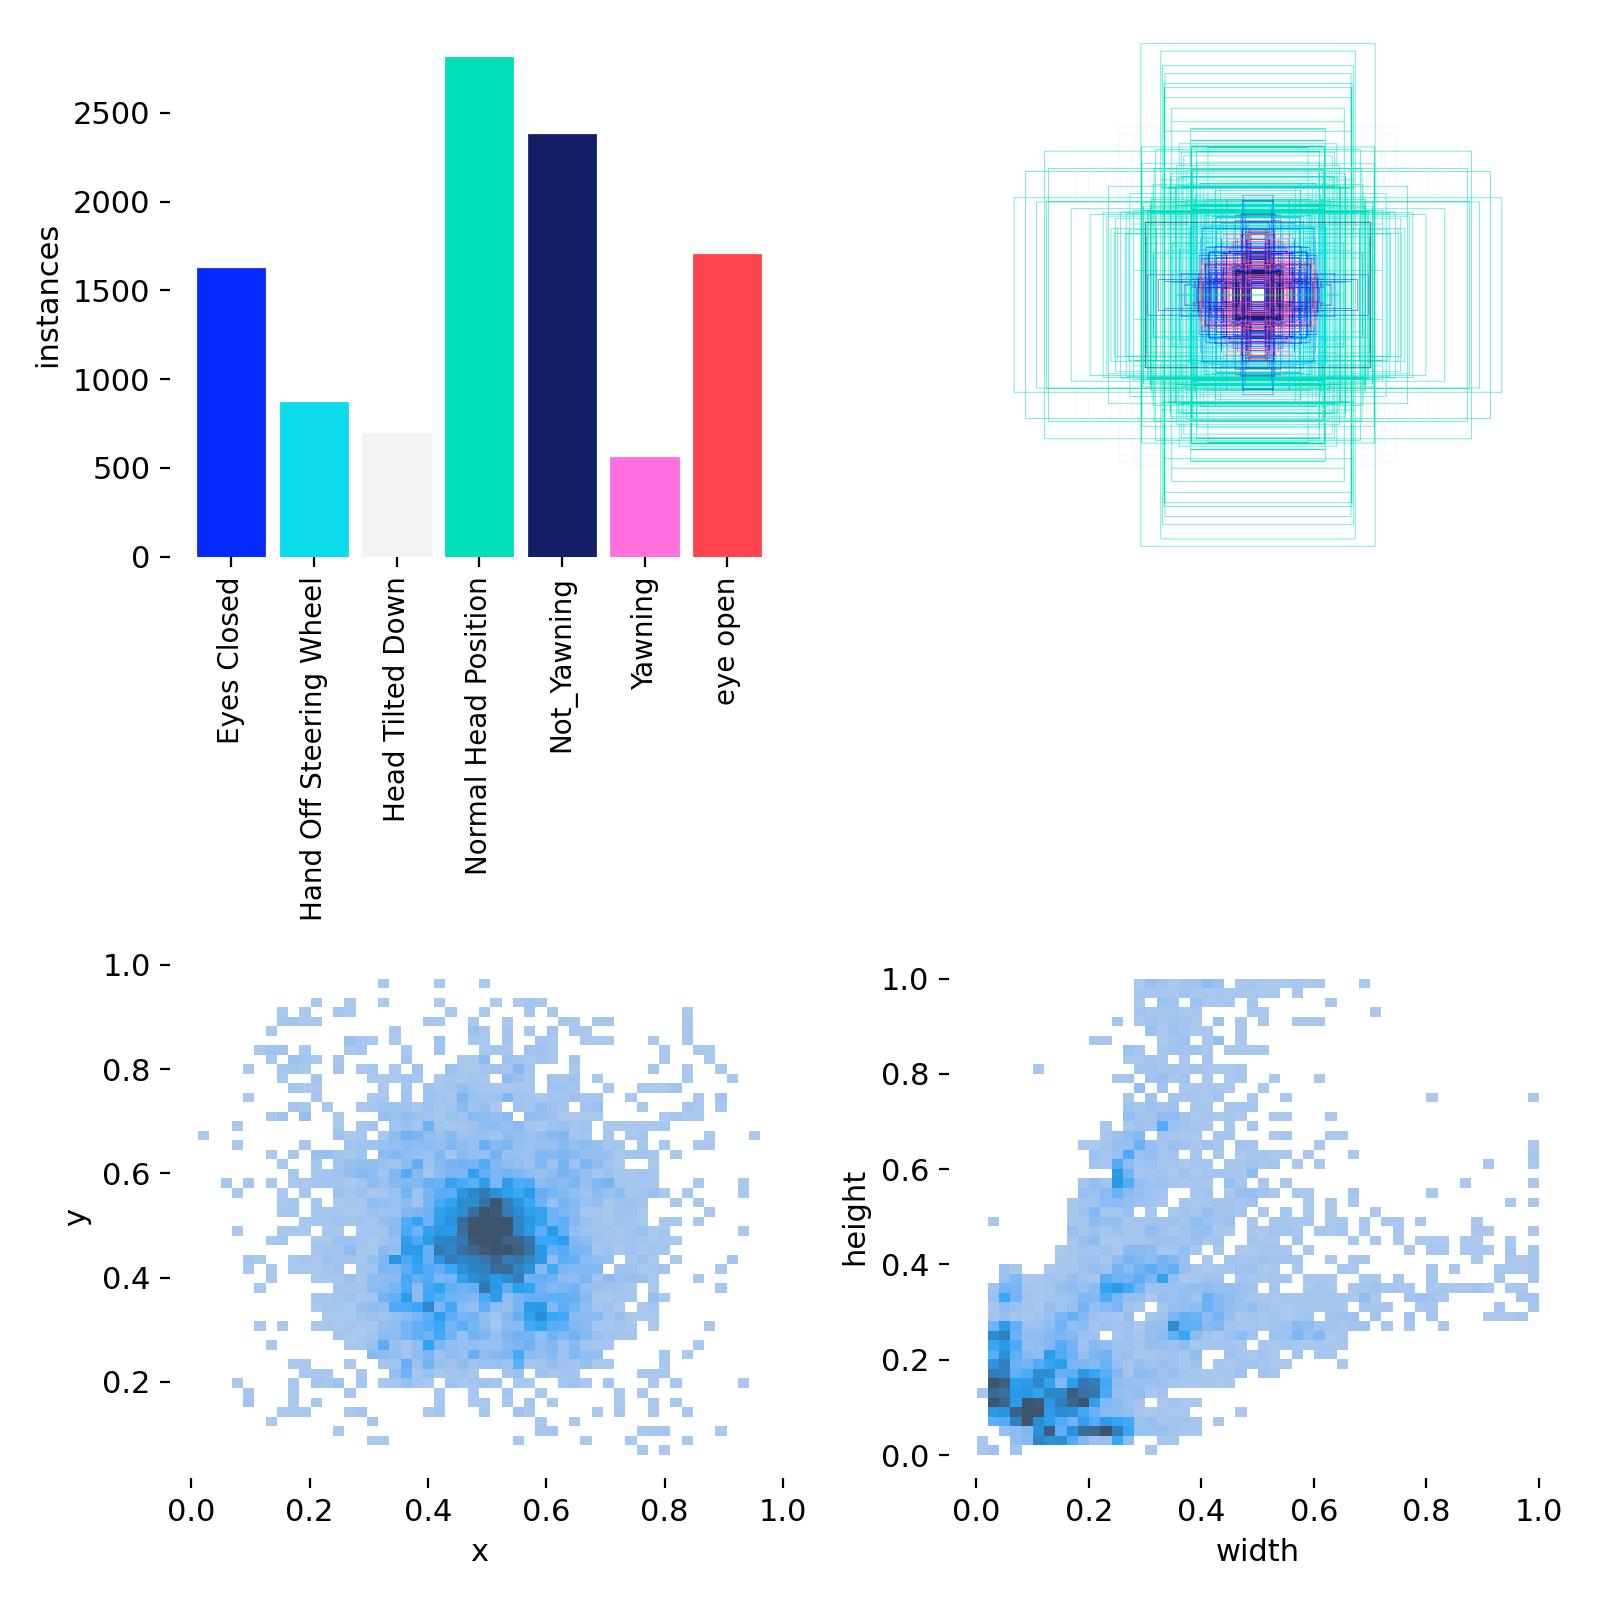 2500
2000
1500
1000
500
0
instances
Eyes Closed
Hand Off Steering Wheel
Head Tilted Down
Normal Head Position
Not_Yawning
Yawning
eye open
1.0
0.8
0.6
0.4
0.2
y
0.0 0.2 0.4 0.6 0.8 1.0
x
1.0
0.8
0.6
0.4
0.2
0.0
height
0.0 0.2 0.4 0.6 0.8 1.0
width